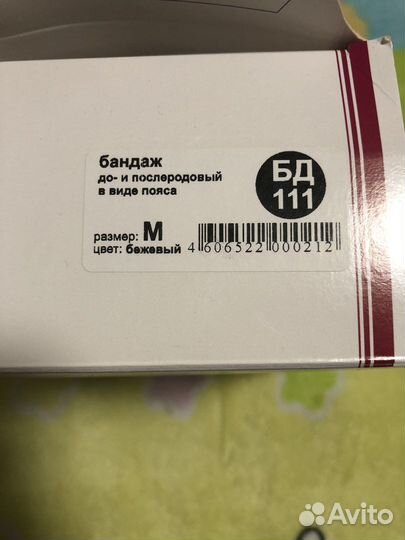 бандаж
до- и послеродовый
в виде пояса
БД
111
размер: M
цвет: бежевый
4 606522 000212
Avito